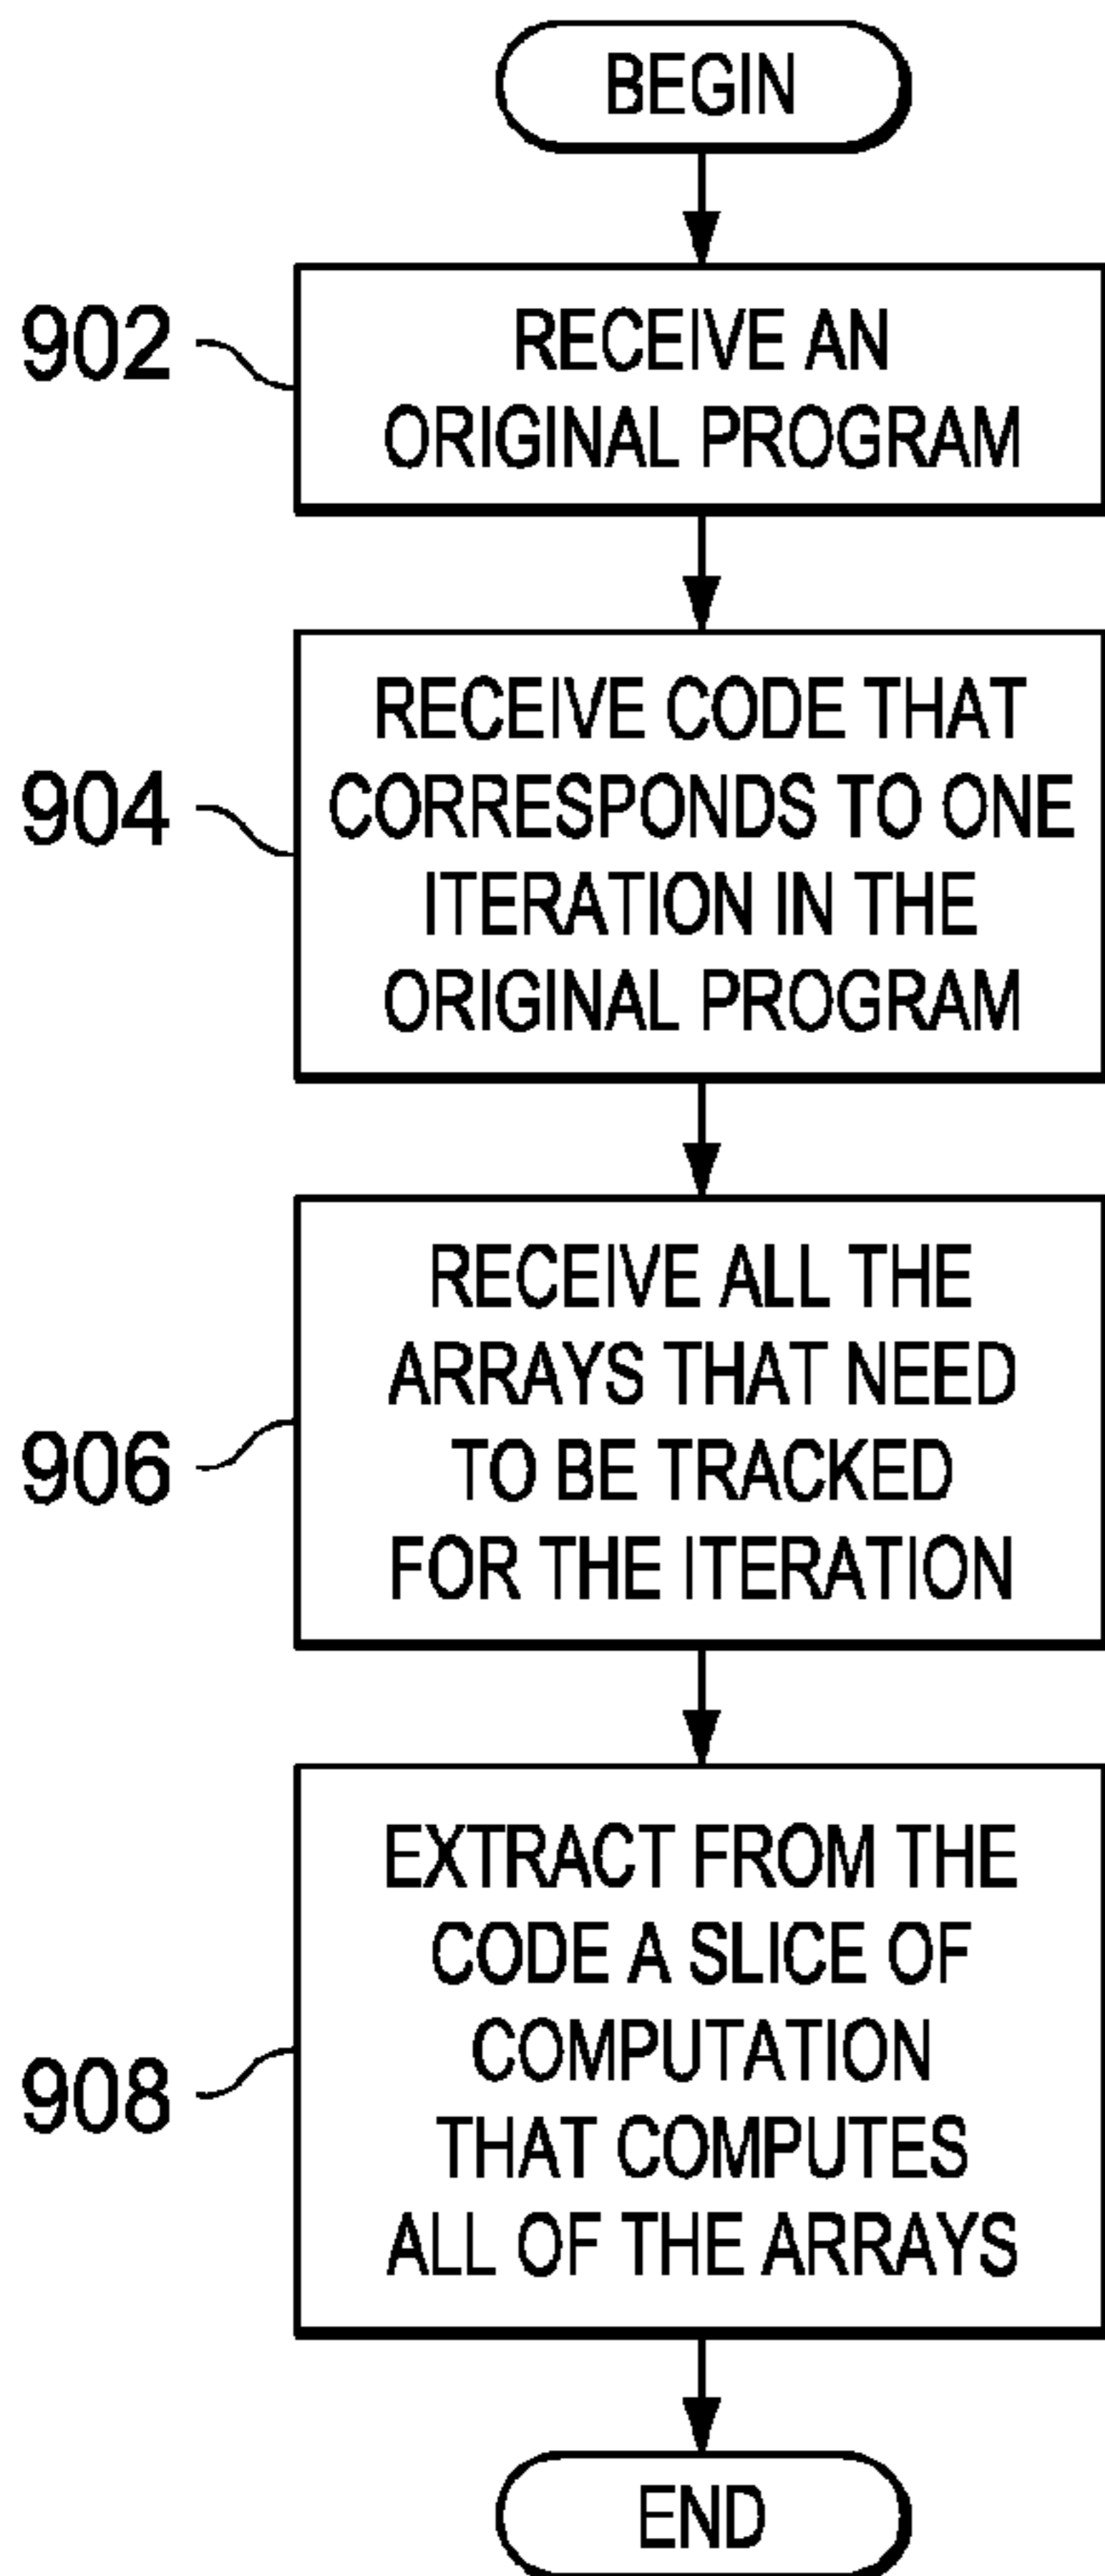 BEGIN
902
RECEIVE AN
ORIGINAL PROGRAM
904
RECEIVE CODE THAT
CORRESPONDS TO ONE
ITERATION IN THE
ORIGINAL PROGRAM
906
RECEIVE ALL THE
ARRAYS THAT NEED
TO BE TRACKED
FOR THE ITERATION
908
EXTRACT FROM THE
CODE A SLICE OF
COMPUTATION
THAT COMPUTES
ALL OF THE ARRAYS
END